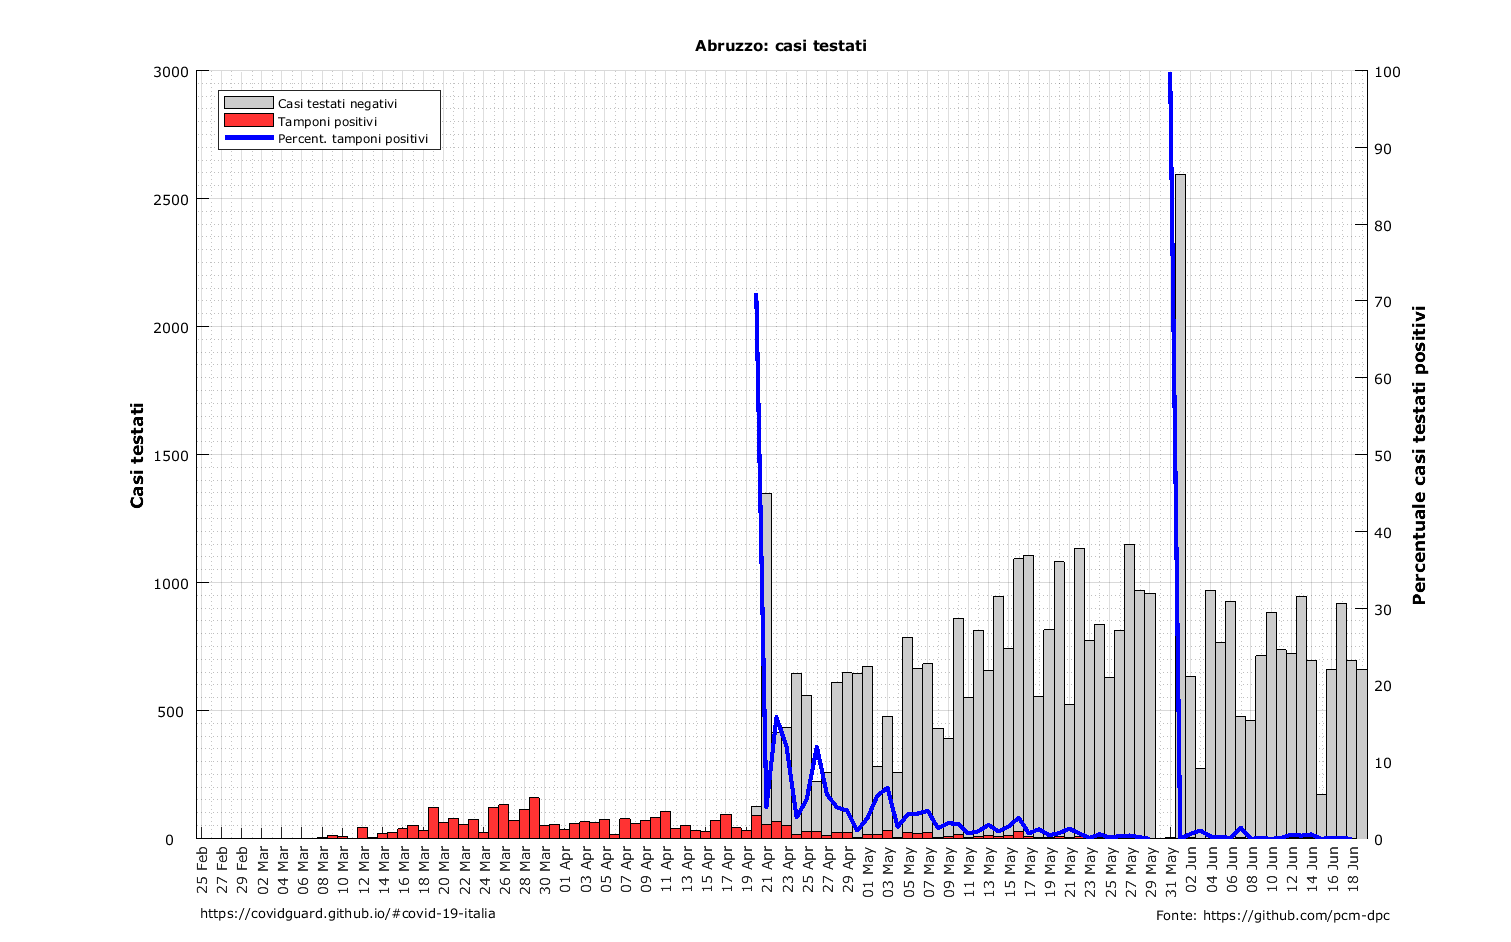 Abruzzo: casi testati
Casi testati negativi
Tamponi positivi
Percent. tamponi positivi
Casi testati
3000
2500
2000
1500
1000
500
0
Percentuale casi testati positivi
100
90
80
70
60
50
40
30
20
10
0
25 Feb
27 Feb
29 Feb
02 Mar
04 Mar
06 Mar
08 Mar
10 Mar
12 Mar
14 Mar
16 Mar
18 Mar
20 Mar
22 Mar
24 Mar
26 Mar
28 Mar
30 Mar
01 Apr
03 Apr
05 Apr
07 Apr
09 Apr
11 Apr
13 Apr
15 Apr
17 Apr
19 Apr
21 Apr
23 Apr
25 Apr
27 Apr
29 Apr
01 May
03 May
05 May
07 May
09 May
11 May
13 May
15 May
17 May
19 May
21 May
23 May
25 May
27 May
29 May
31 May
02 Jun
04 Jun
06 Jun
08 Jun
10 Jun
12 Jun
14 Jun
16 Jun
18 Jun
https://covidguard.github.io/#covid-19-italia
Fonte: https://github.com/pcm-dpc